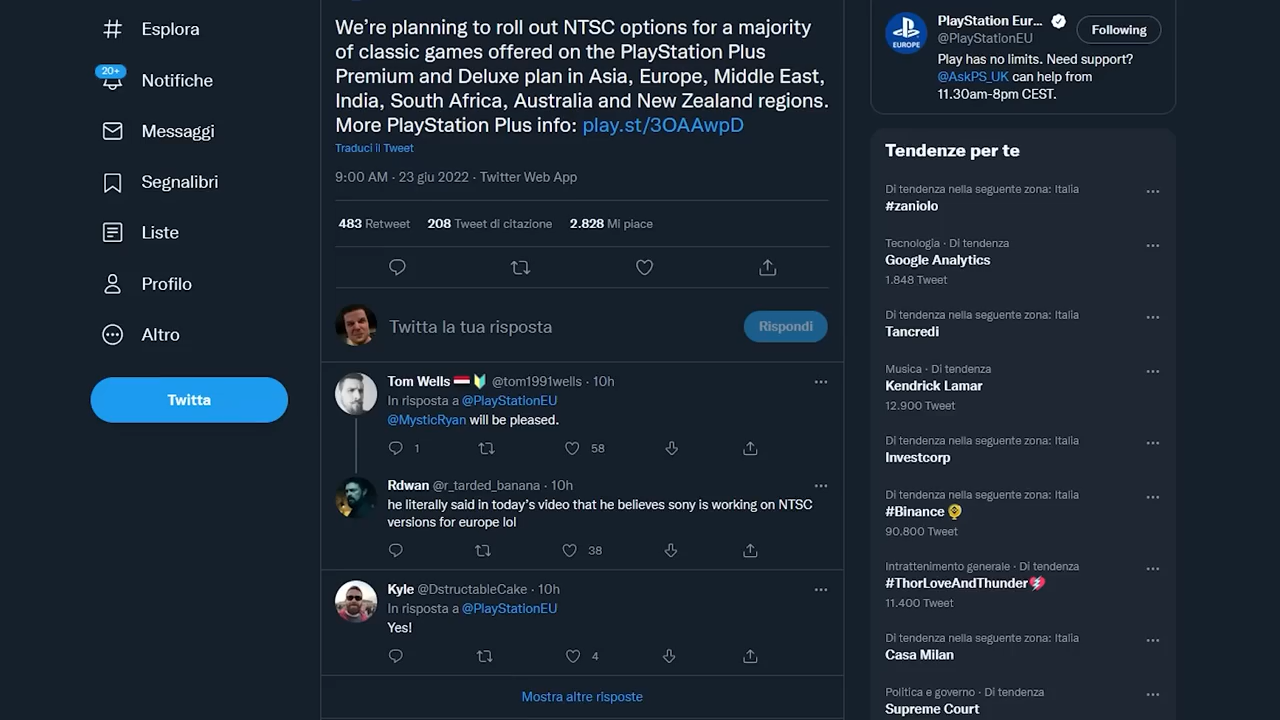 Esplora
20+
Notifiche
Messaggi
Segnalibri
Liste
Profilo
Altro
Twitta
We're planning to roll out NTSC options for a majority
of classic games offered on the PlayStation Plus
Premium and Deluxe plan in Asia, Europe, Middle East,
India, South Africa, Australia and New Zealand regions.
More PlayStation Plus info: play.st/3OAAwpD
Traduci il Tweet
9:00 AM · 23 giu 2022 · Twitter Web App
483 Retweet 208 Tweet di citazione 2.828 Mi piace
Twitta la tua risposta
Rispondi
Tom Wells @tom1991wells · 10h
In risposta a @PlayStationEU
@MysticRyan will be pleased.
1 58
Rdwan @r_tarded_banana · 10h
he literally said in today's video that he believes sony is working on NTSC
versions for europe lol
38
Kyle @DstructableCake · 10h
In risposta a @PlayStationEU
Yes!
4
Mostra altre risposte
EUROPE
PlayStation Eur...
@PlayStationEU
Following
Play has no limits. Need support?
@AskPS_UK can help from
11.30am-8pm CEST.
Tendenze per te
Di tendenza nella seguente zona: Italia
#zaniolo
Tecnologia · Di tendenza
Google Analytics
1.848 Tweet
Di tendenza nella seguente zona: Italia
Tancredi
Musica · Di tendenza
Kendrick Lamar
12.900 Tweet
Di tendenza nella seguente zona: Italia
Investcorp
Di tendenza nella seguente zona: Italia
#Binance
90.800 Tweet
Intrattenimento generale · Di tendenza
#ThorLoveAndThunder
11.400 Tweet
Di tendenza nella seguente zona: Italia
Casa Milan
Politica e governo · Di tendenza
Supreme Court